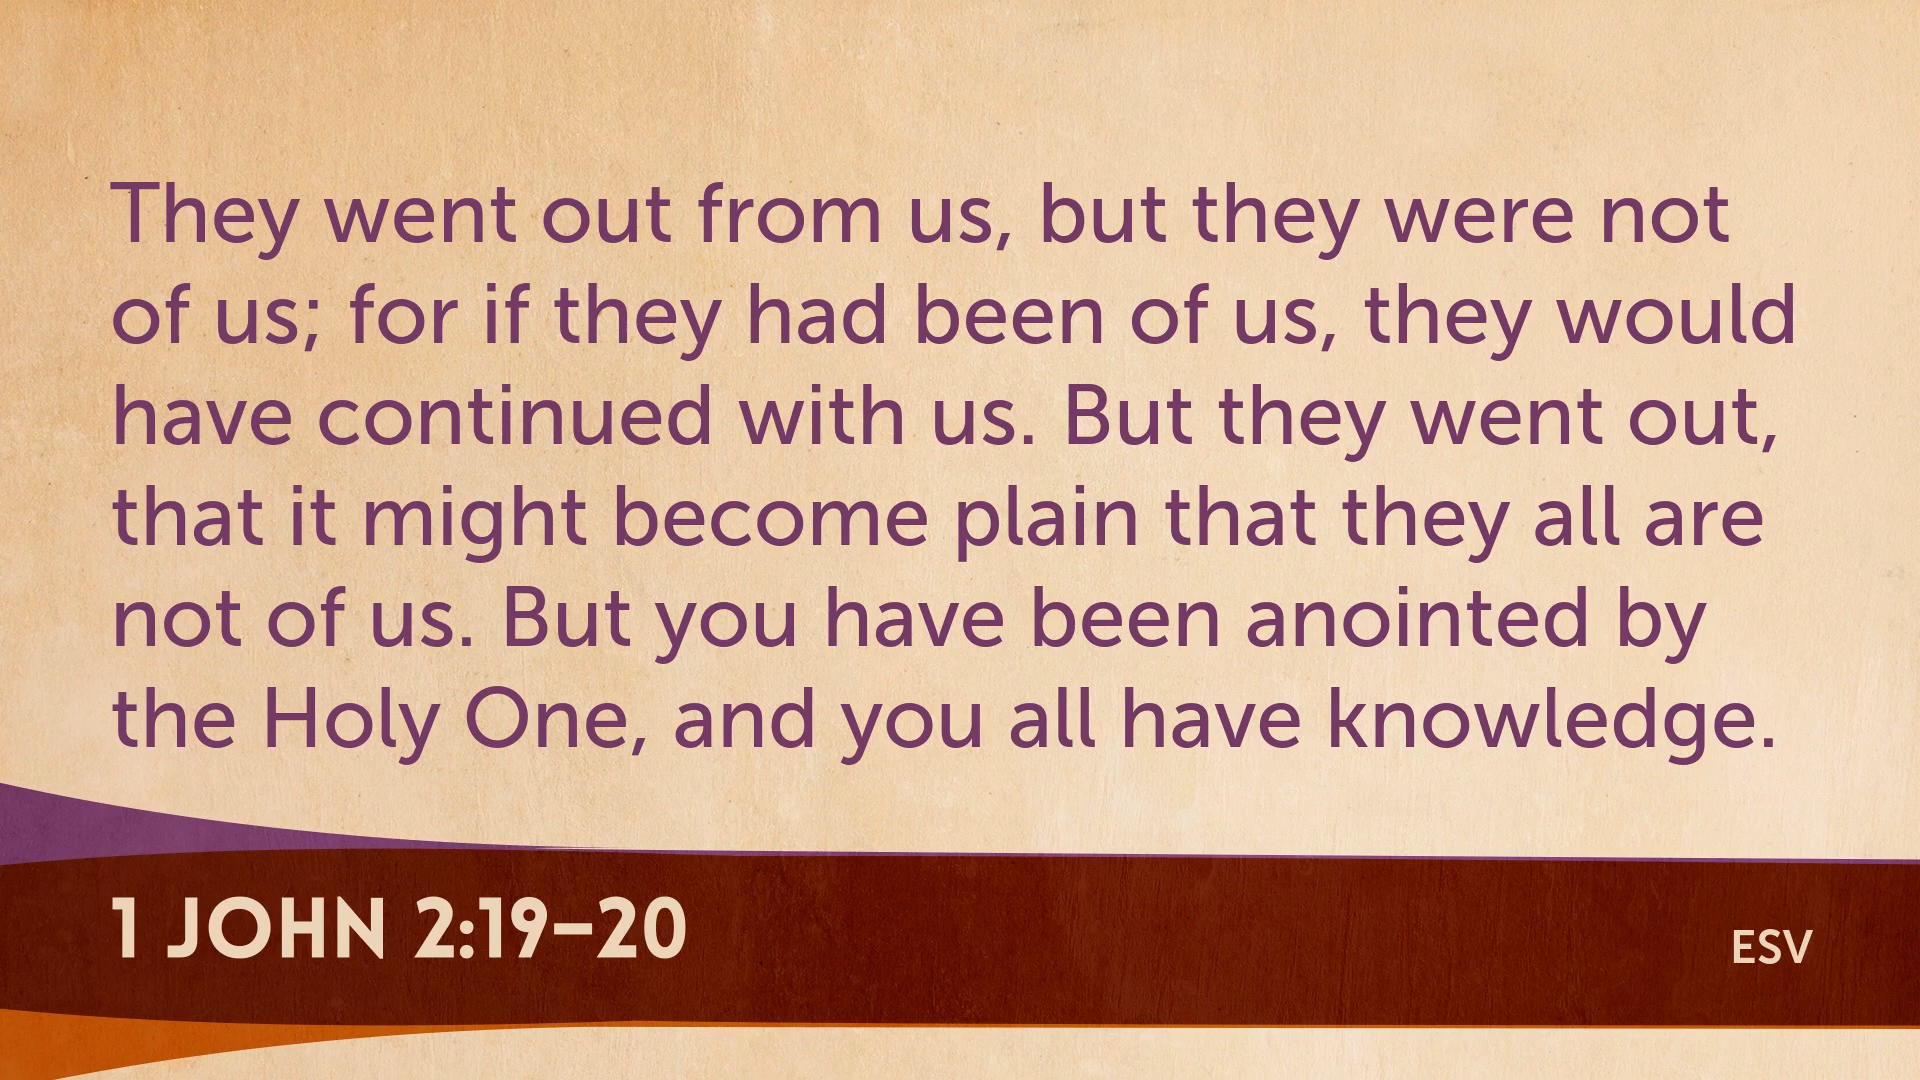 They went out from us, but they were not
of us; for if they had been of us, they would
have continued with us. But they went out,
that it might become plain that they all are
not of us. But you have been anointed by
the Holy One, and you all have knowledge.
1 JOHN 2:19–20
ESV